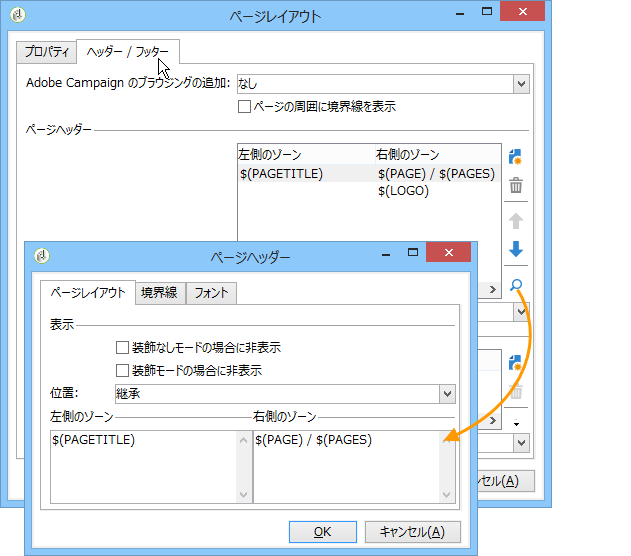 ページレイアウト
プロパティ ヘッダー / フッター
Adobe Campaign のブラウジングの追加: なし
ページの周囲に境界線を表示
ページヘッダー
左側のゾーン 右側のゾーン
$(PAGETITLE) $(PAGE) / $(PAGES)
$(LOGO)
ページヘッダー
ページレイアウト 境界線 フォント
表示
装飾なしモードの場合に非表示
装飾モードの場合に非表示
位置: 継承
左側のゾーン 右側のゾーン
$(PAGETITLE) $(PAGE) / $(PAGES)
ンセル(A)
OK キャンセル(A)